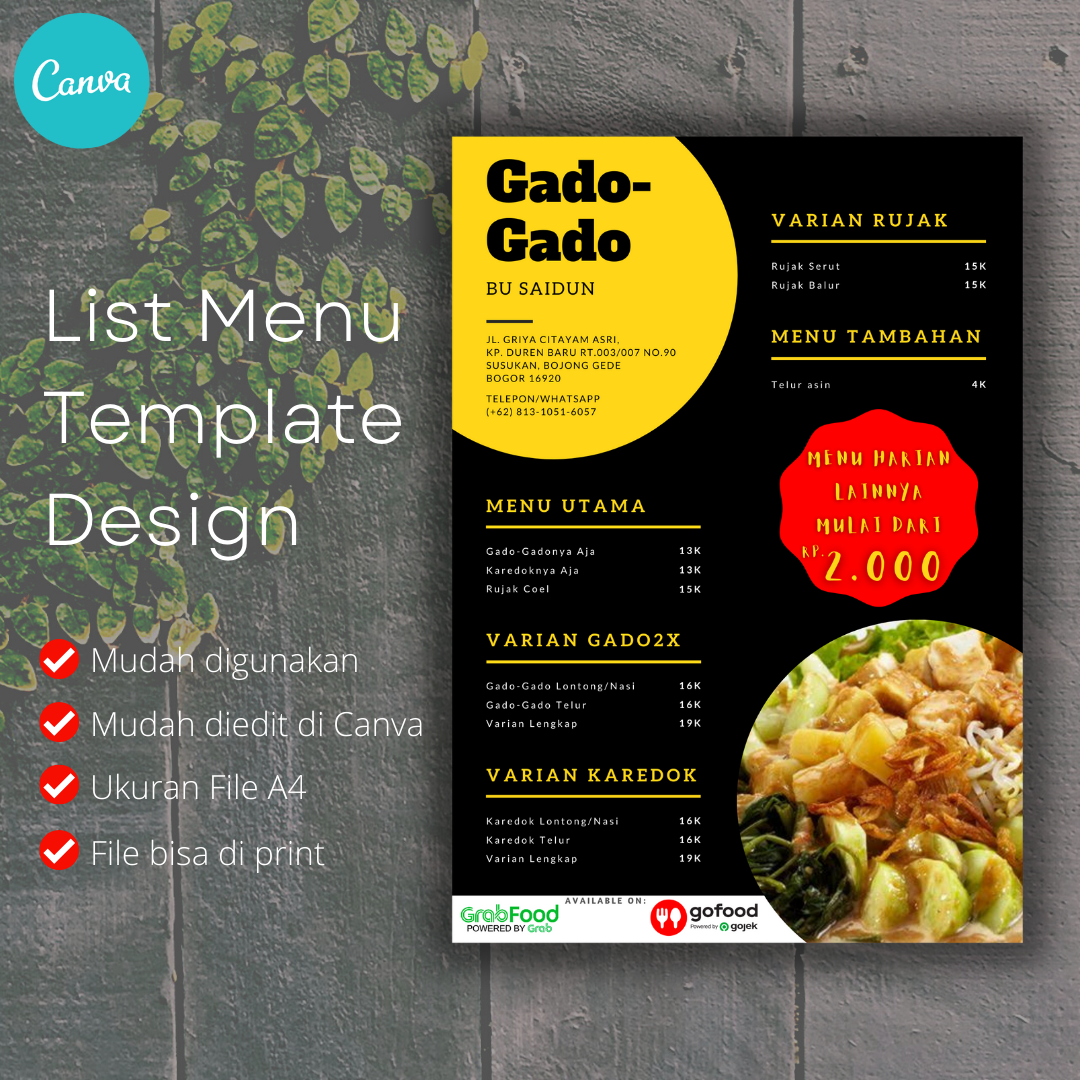 Canva
List Menu
Template
Design
Mudah digunakan
Mudah diedit di Canva
Ukuran File A4
File bisa di print
Gado-
Gado
BU SAIDUN
JL. GRIYA CITAYAM ASRI,
KP. DUREN BARU RT.003/007 NO.90
SUSUKAN, BOJONG GEDE
BOGOR 16920
TELEPON/WHATSAPP
(+62) 813-1051-6057
MENU UTAMA
Gado-Gadonya Aja 13K
Karedoknya Aja 13K
Rujak Coel 15K
VARIAN GADO2X
Gado-Gado Lontong/Nasi 16K
Gado-Gado Telur 16K
Varian Lengkap 19K
VARIAN KAREDOK
Karedok Lontong/Nasi 16K
Karedok Telur 16K
Varian Lengkap 19K
VARIAN RUJAK
Rujak Serut 15K
Rujak Balur 15K
MENU TAMBAHAN
Telur asin 4K
MENU HARIAN
LAINNYA
MULAI DARI
RP. 2.000
AVAILABLE ON:
GrabFood
POWERED BY Grab
gofood
Powered by gojek